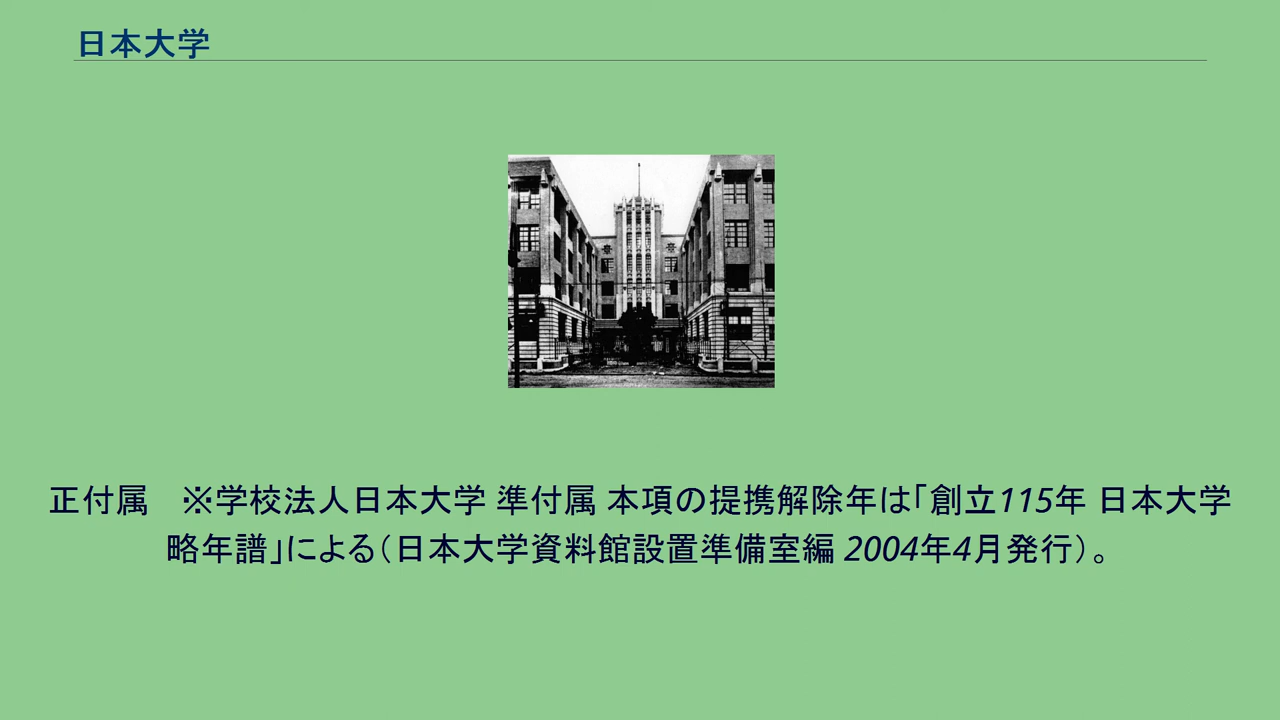 日本大学
正付属　※学校法人日本大学 準付属 本項の提携解除年は「創立115年 日本大学
略年譜」による（日本大学資料館設置準備室編 2004年4月発行）。